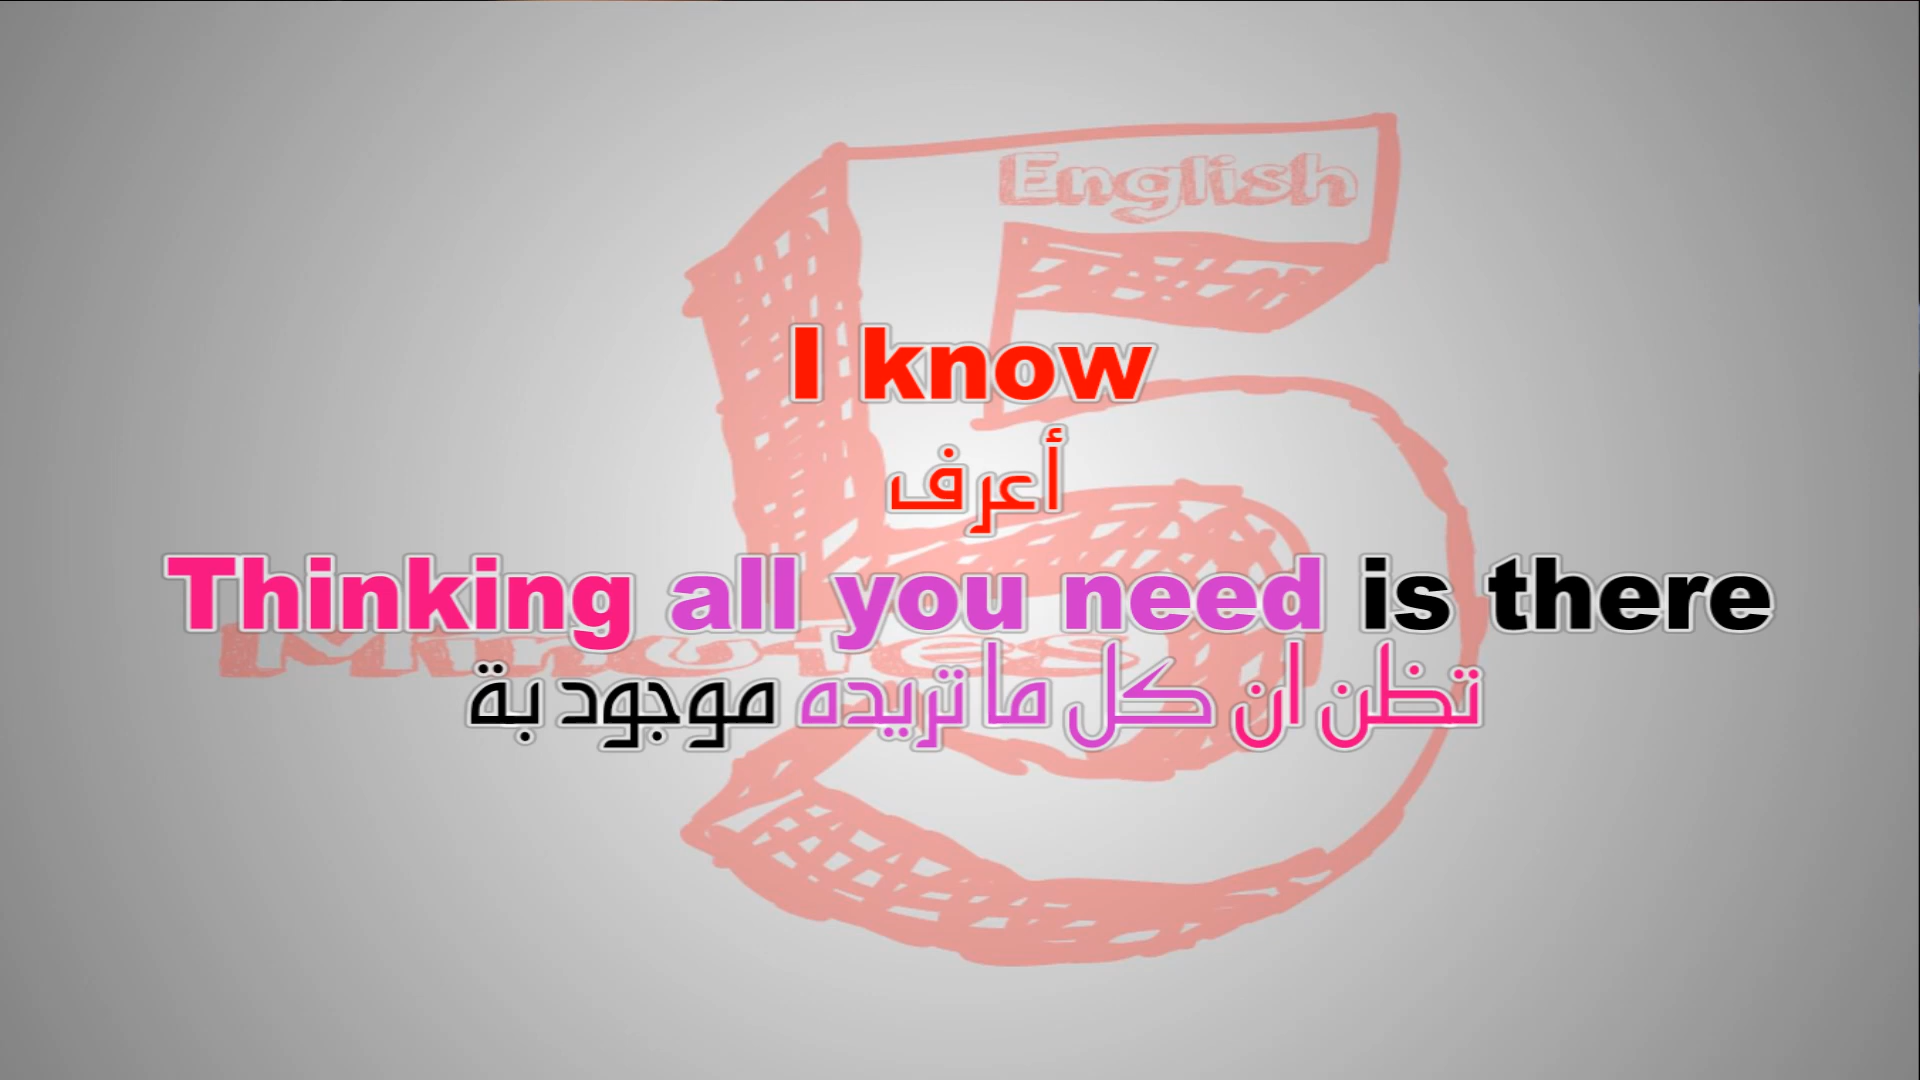 English
I know
أعرف
Thinking all you need is there
Minutes
تظن ان كل ما تريده موجود بة